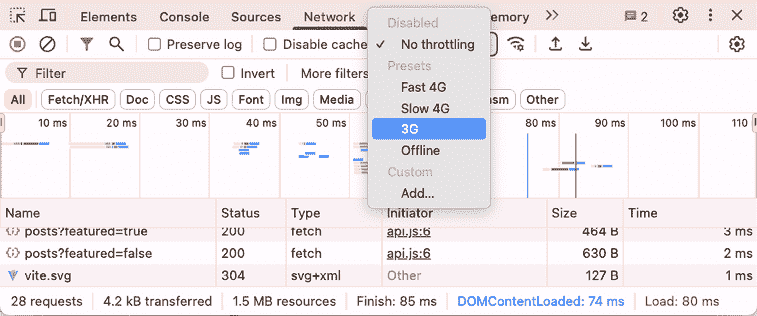 Elements Console Sources Network emory 2
Preserve log Disable cache
Disabled
✓ No throttling
Presets
Fast 4G
Slow 4G
3G
Offline
Custom
Add...
Filter Invert More filters
All Fetch/XHR Doc CSS JS Font Img Media sm Other
10 ms 20 ms 30 ms 40 ms 50 ms 80 ms 90 ms 100 ms 110
Name Status Type Initiator Size Time
posts?featured=true 200 fetch api.js:6 464 B 3 ms
posts?featured=false 200 fetch api.js:6 630 B 2 ms
vite.svg 304 svg+xml Other 127 B 1 ms
28 requests 4.2 kB transferred 1.5 MB resources Finish: 85 ms DOMContentLoaded: 74 ms Load: 80 ms